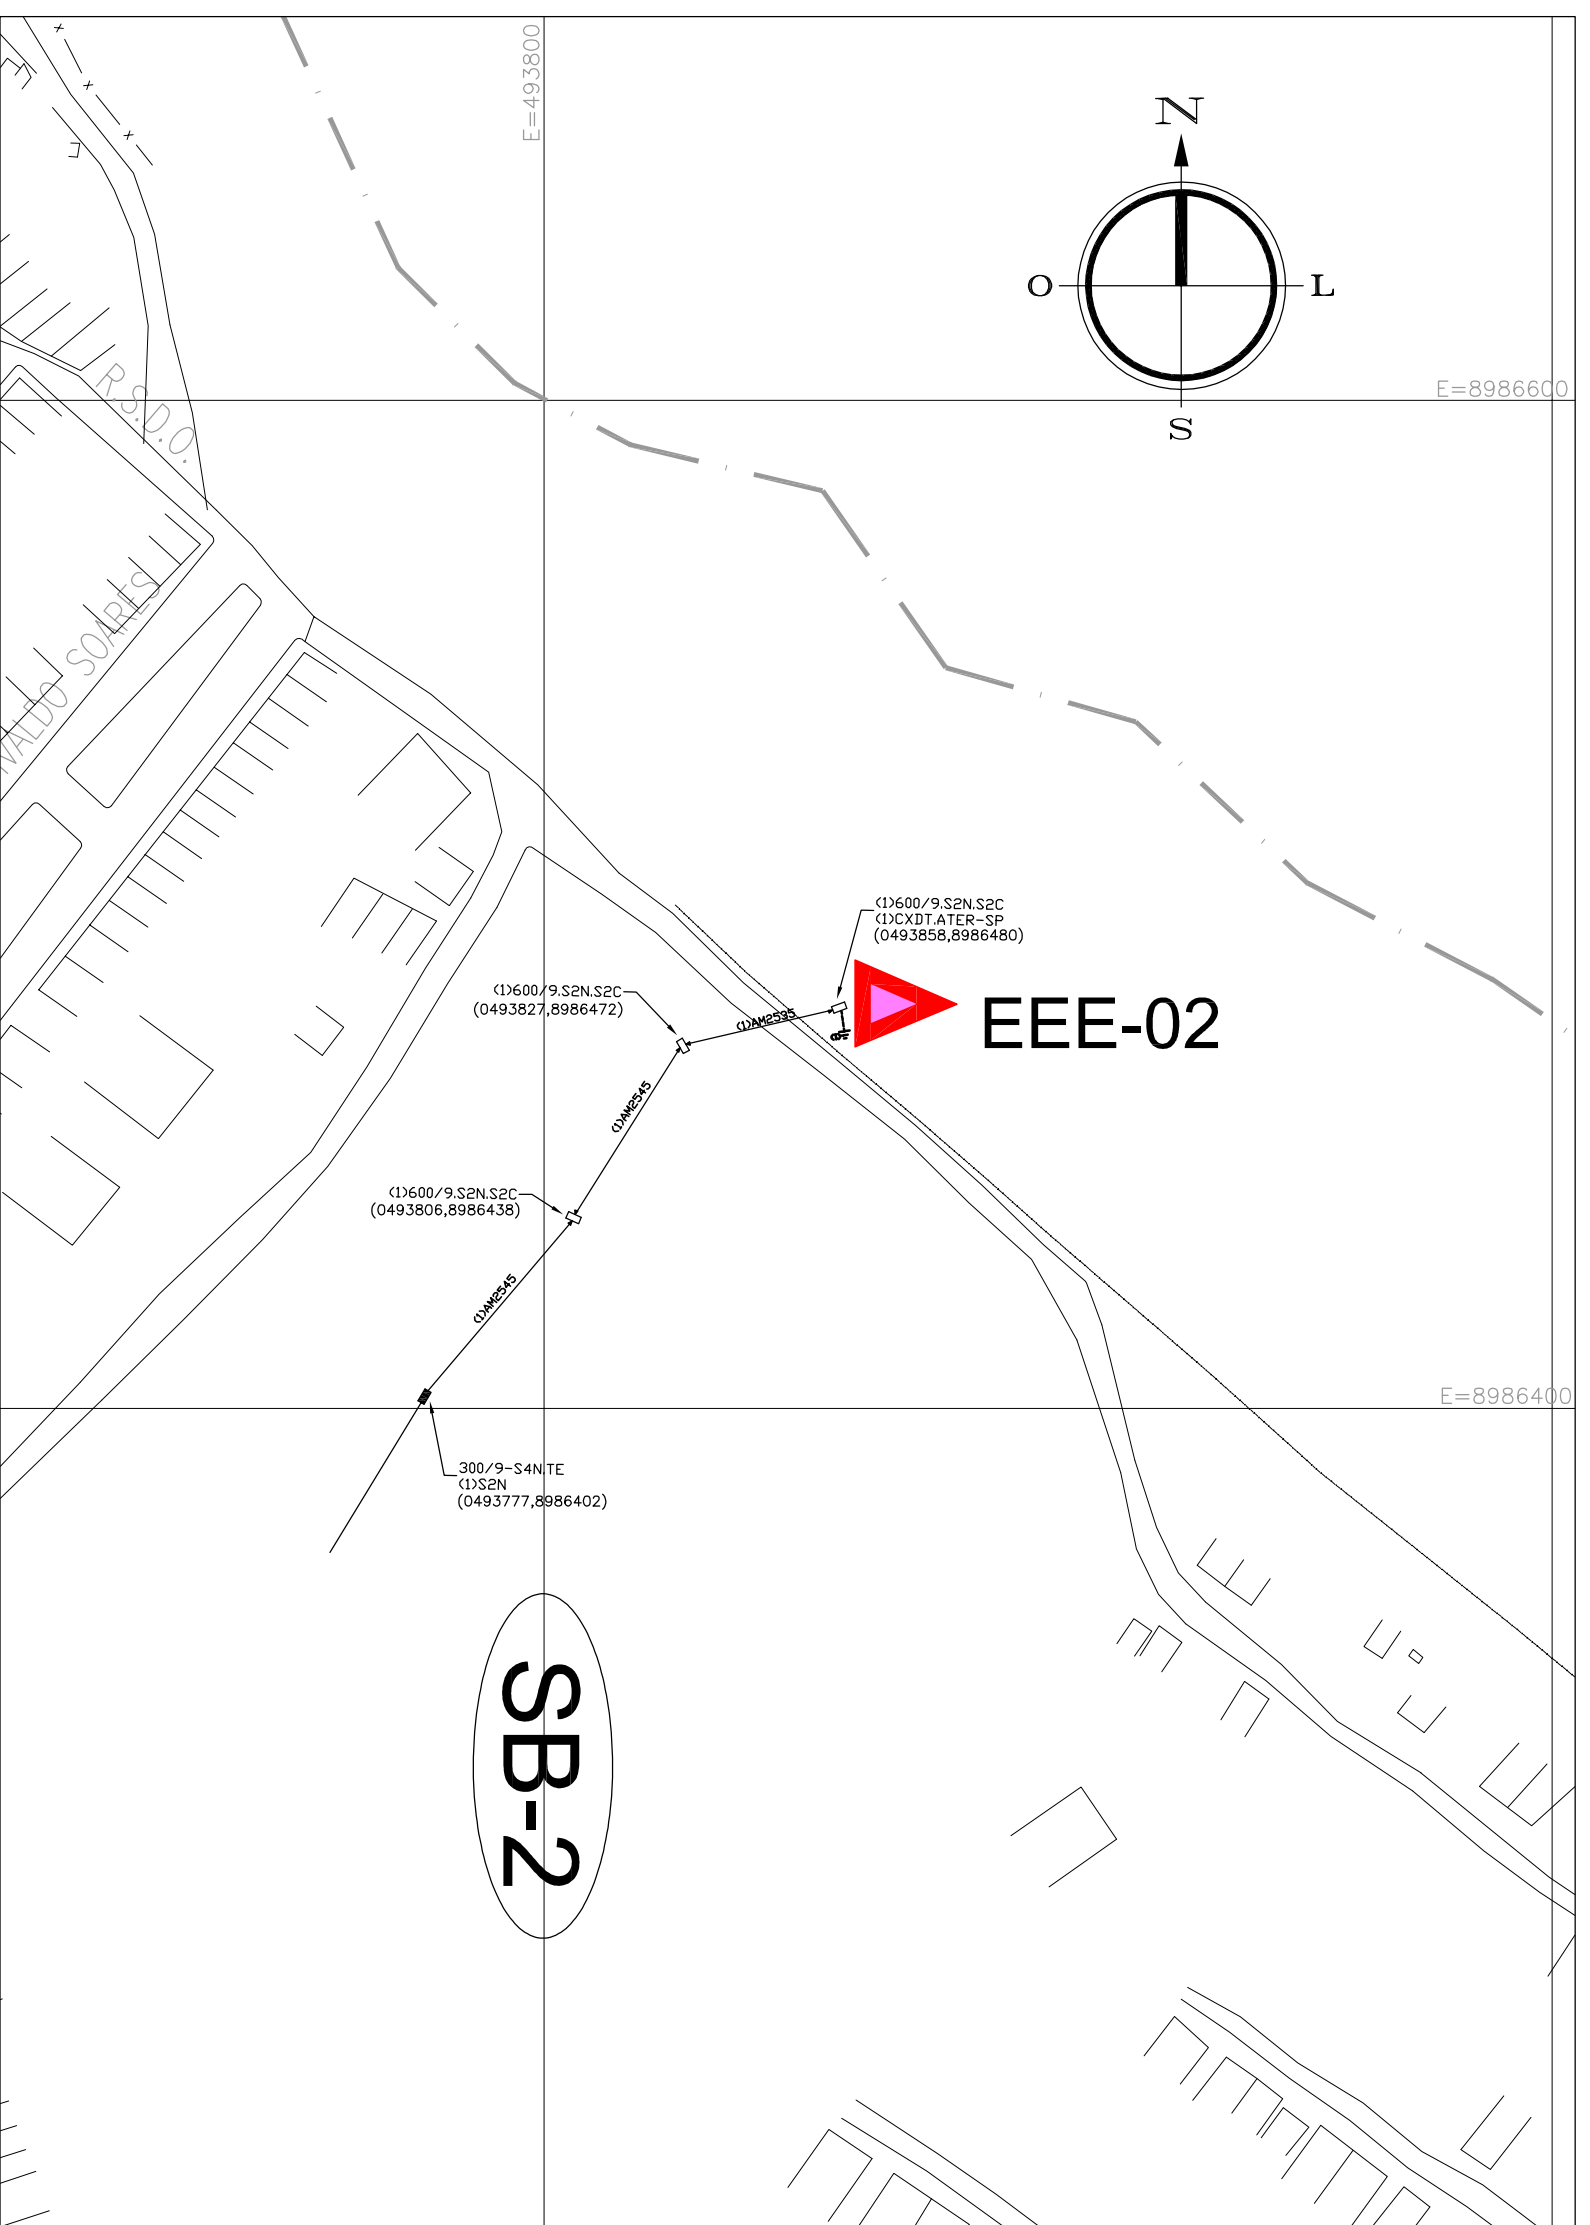 E=493800
N
O
L
S
E=8986600
R.S.D.O.
SOARES
(1)600/9.S2N.S2C
(1)CXDT.ATER-SP
(0493858,8986480)
(1)600/9.S2N.S2C
(0493827,8986472)
(1)AM2535
EEE-02
(1)AM2545
(1)600/9.S2N.S2C
(0493806,8986438)
(1)AM2545
E=8986400
300/9-S4N.TE
(1)S2N
(0493777,8986402)
SB-2